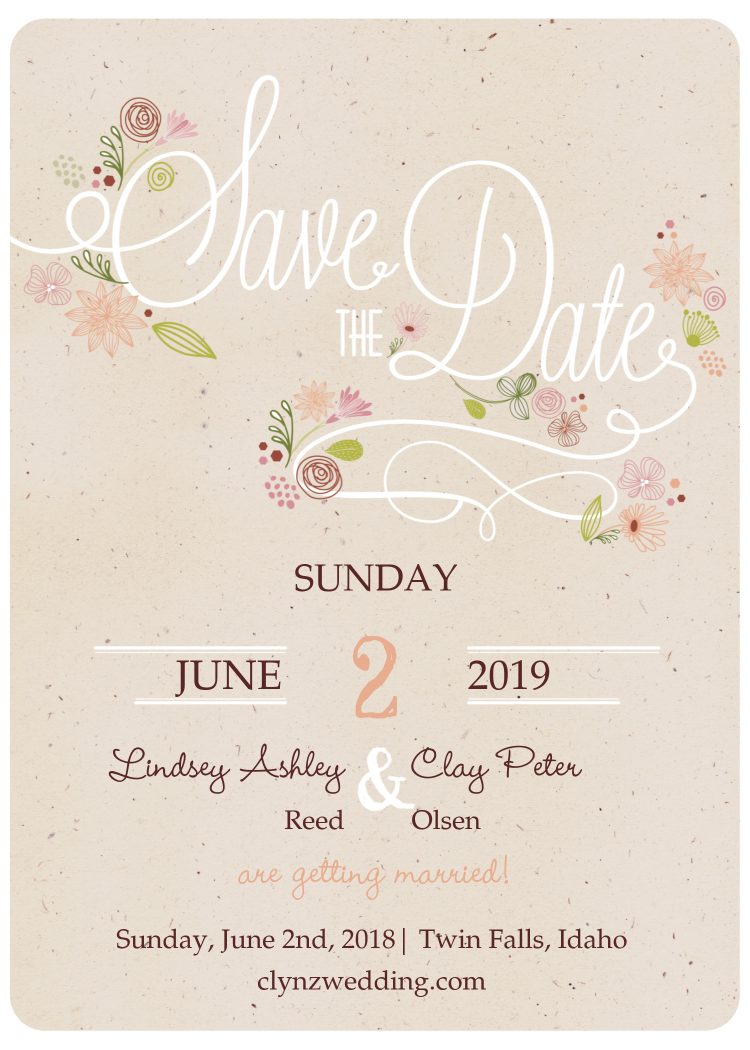 Save
THE
Date
SUNDAY
JUNE 2 2019
Lindsey Ashley & Clay Peter
Reed Olsen
are getting married!
Sunday, June 2nd, 2018| Twin Falls, Idaho
clynzwedding.com